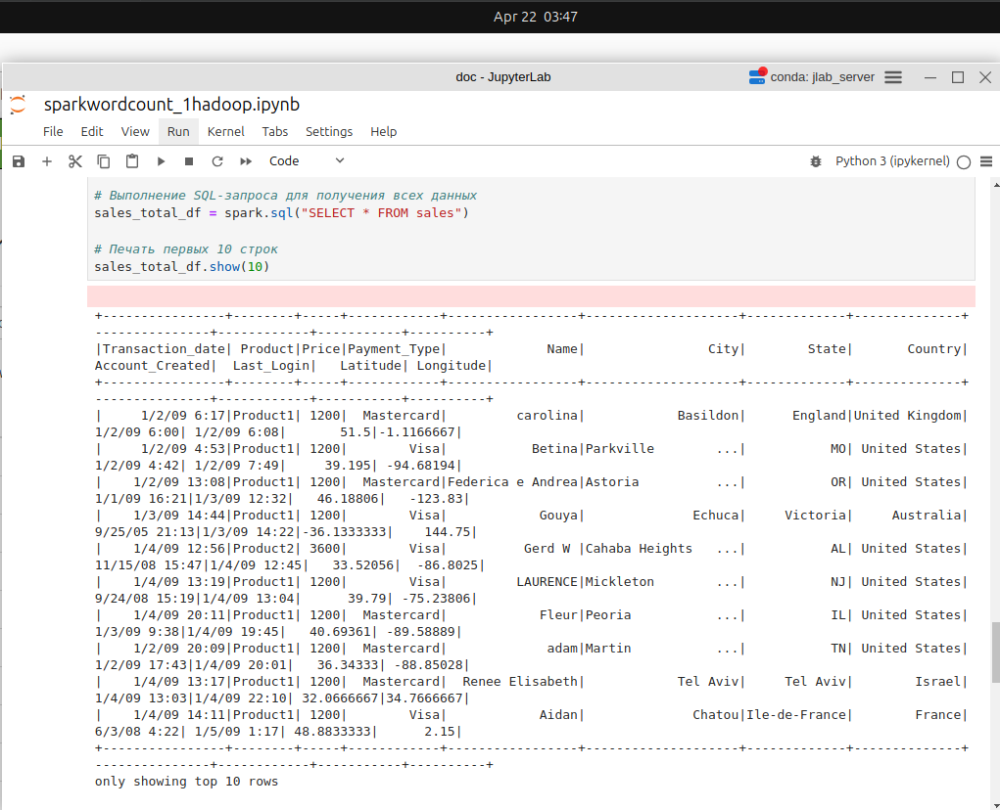 Apr 22 03:47
doc - JupyterLab
conda: jlab_server
sparkwordcount_1hadoop.ipynb
File Edit View Run Kernel Tabs Settings Help
Code
Python 3 (ipykernel)
# Выполнение SQL-запроса для получения всех данных
sales_total_df = spark.sql("SELECT * FROM sales")
# Печать первых 10 строк
sales_total_df.show(10)
+----------------+--------+-----+------------+-----------------+--------------------+-------------+--------------+
---------------+------------+-----------+----------+
|Transaction_date| Product|Price|Payment_Type|             Name|                City|        State|       Country|
Account_Created|  Last_Login|   Latitude| Longitude|
+----------------+--------+-----+------------+-----------------+--------------------+-------------+--------------+
---------------+------------+-----------+----------+
|     1/2/09 6:17|Product1| 1200|  Mastercard|         carolina|            Basildon|      England|United Kingdom|
1/2/09 6:00| 1/2/09 6:08|       51.5|-1.1166667|
|     1/2/09 4:53|Product1| 1200|        Visa|           Betina|Parkville        ...|           MO| United States|
1/2/09 4:42| 1/2/09 7:49|     39.195| -94.68194|
|    1/2/09 13:08|Product1| 1200|  Mastercard|Federica e Andrea|Astoria          ...|           OR| United States|
1/1/09 16:21|1/3/09 12:32|   46.18806|   -123.83|
|    1/3/09 14:44|Product1| 1200|        Visa|            Gouya|              Echuca|     Victoria|     Australia|
9/25/05 21:13|1/3/09 14:22|-36.1333333|    144.75|
|    1/4/09 12:56|Product2| 3600|        Visa|          Gerd W |Cahaba Heights   ...|           AL| United States|
11/15/08 15:47|1/4/09 12:45|   33.52056|  -86.8025|
|    1/4/09 13:19|Product1| 1200|        Visa|         LAURENCE|Mickleton        ...|           NJ| United States|
9/24/08 15:19|1/4/09 13:04|      39.79| -75.23806|
|    1/4/09 20:11|Product1| 1200|  Mastercard|            Fleur|Peoria           ...|           IL| United States|
1/3/09 9:38|1/4/09 19:45|   40.69361| -89.58889|
|    1/2/09 20:09|Product1| 1200|  Mastercard|             adam|Martin           ...|           TN| United States|
1/2/09 17:43|1/4/09 20:01|   36.34333| -88.85028|
|    1/4/09 13:17|Product1| 1200|  Mastercard|  Renee Elisabeth|            Tel Aviv|     Tel Aviv|        Israel|
1/4/09 13:03|1/4/09 22:10| 32.0666667|34.7666667|
|    1/4/09 14:11|Product1| 1200|        Visa|            Aidan|              Chatou|Ile-de-France|        France|
6/3/08 4:22| 1/5/09 1:17| 48.8833333|      2.15|
+----------------+--------+-----+------------+-----------------+--------------------+-------------+--------------+
---------------+------------+-----------+----------+
only showing top 10 rows